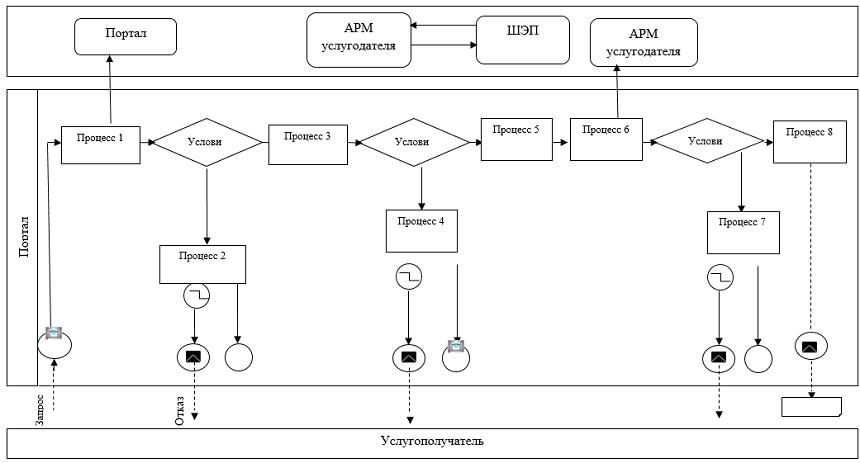 Портал
АРМ
услугодателя
ШЭП
АРМ
услугодателя
Портал
Процесс 1
Услови
Процесс 3
Услови
Процесс 5
Процесс 6
Услови
Процесс 8
Процесс 2
Процесс 4
Процесс 7
Запрос
Отказ
Услугополучатель